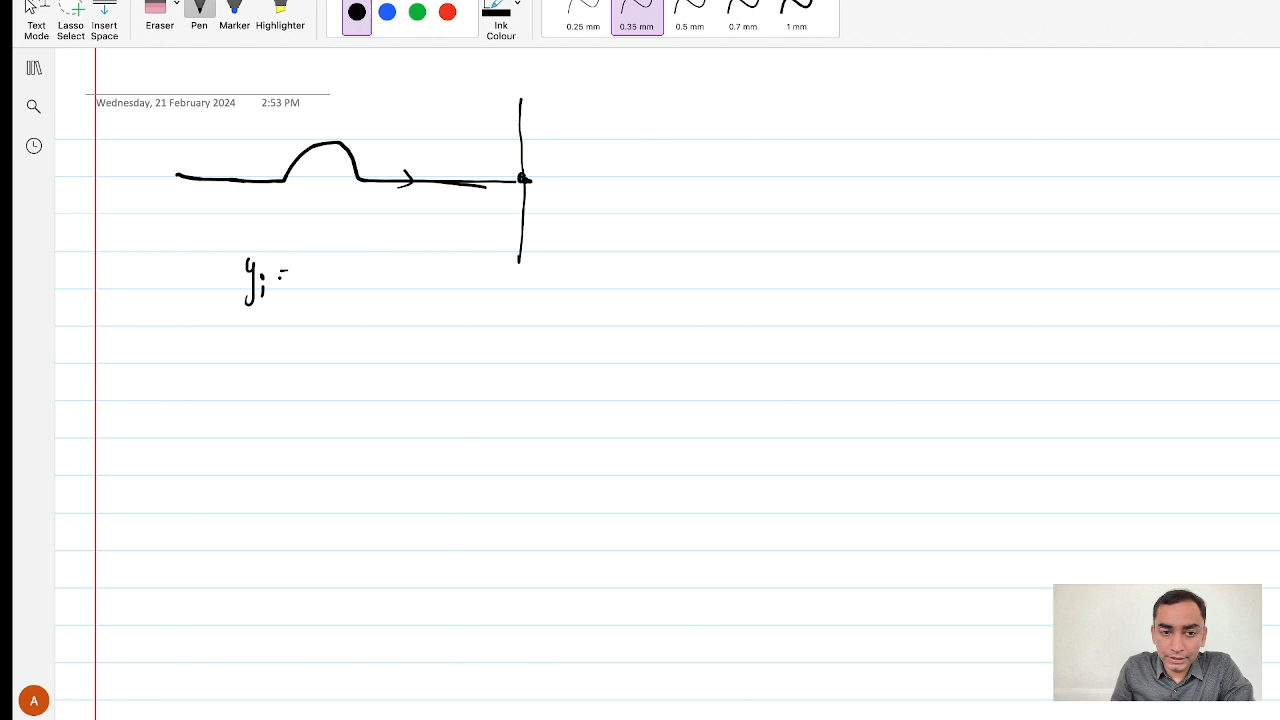 Text Mode
Lasso Select
Insert Space
Eraser
Pen
Marker
Highlighter
Ink Colour
0.25 mm
0.35 mm
0.5 mm
0.7 mm
1 mm
Wednesday, 21 February 2024 2:53 PM
yi =
A